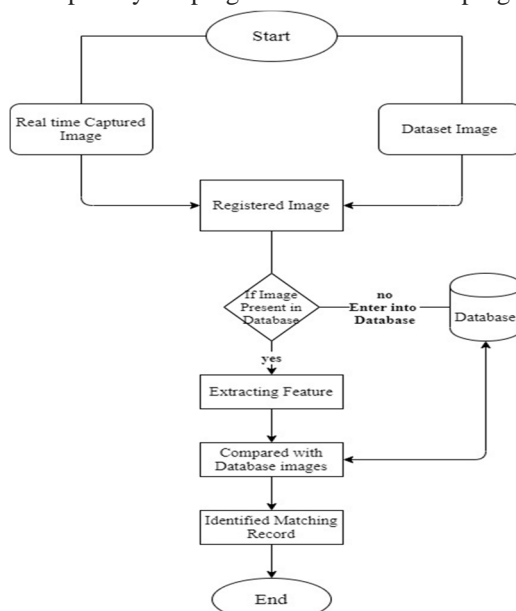 Start
Real time Captured
Image
Dataset Image
Registered Image
If Image
Present in
Database
no
Enter into
Database
Database
yes
Extracting Feature
Compared with
Database images
Identified Matching
Record
End